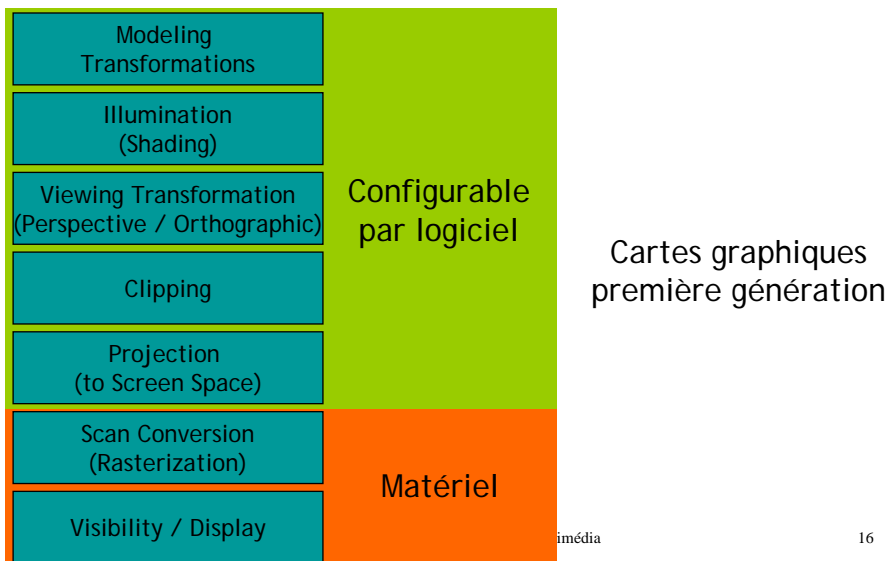 Modeling
Transformations
Illumination
(Shading)
Viewing Transformation
(Perspective / Orthographic)
Clipping
Projection
(to Screen Space)
Scan Conversion
(Rasterization)
Visibility / Display
Configurable
par logiciel
Matériel
Cartes graphiques
première génération
imédia
16